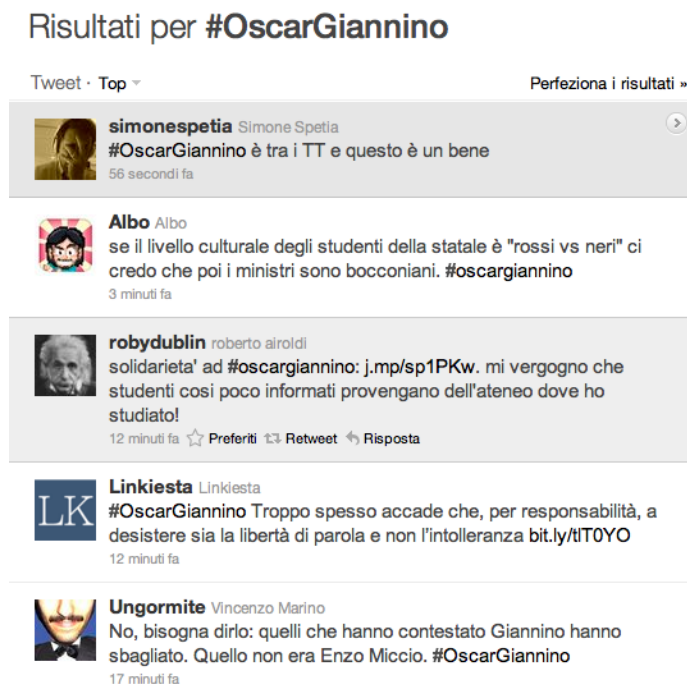 Risultati per #OscarGiannino
Tweet · Top
Perfeziona i risultati »
simonespetia Simone Spetia
#OscarGiannino è tra i TT e questo è un bene
56 secondi fa
Albo Albo
se il livello culturale degli studenti della statale è "rossi vs neri" ci
credo che poi i ministri sono bocconiani. #oscargiannino
3 minuti fa
robydublin roberto airoldi
solidarieta' ad #oscargiannino: j.mp/sp1PKw. mi vergogno che
studenti cosi poco informati provengano dell'ateneo dove ho
studiato!
12 minuti fa Preferiti Retweet Risposta
LK
Linkiesta Linkiesta
#OscarGiannino Troppo spesso accade che, per responsabilità, a
desistere sia la libertà di parola e non l'intolleranza bit.ly/tlT0YO
12 minuti fa
Ungormite Vincenzo Marino
No, bisogna dirlo: quelli che hanno contestato Giannino hanno
sbagliato. Quello non era Enzo Miccio. #OscarGiannino
17 minuti fa